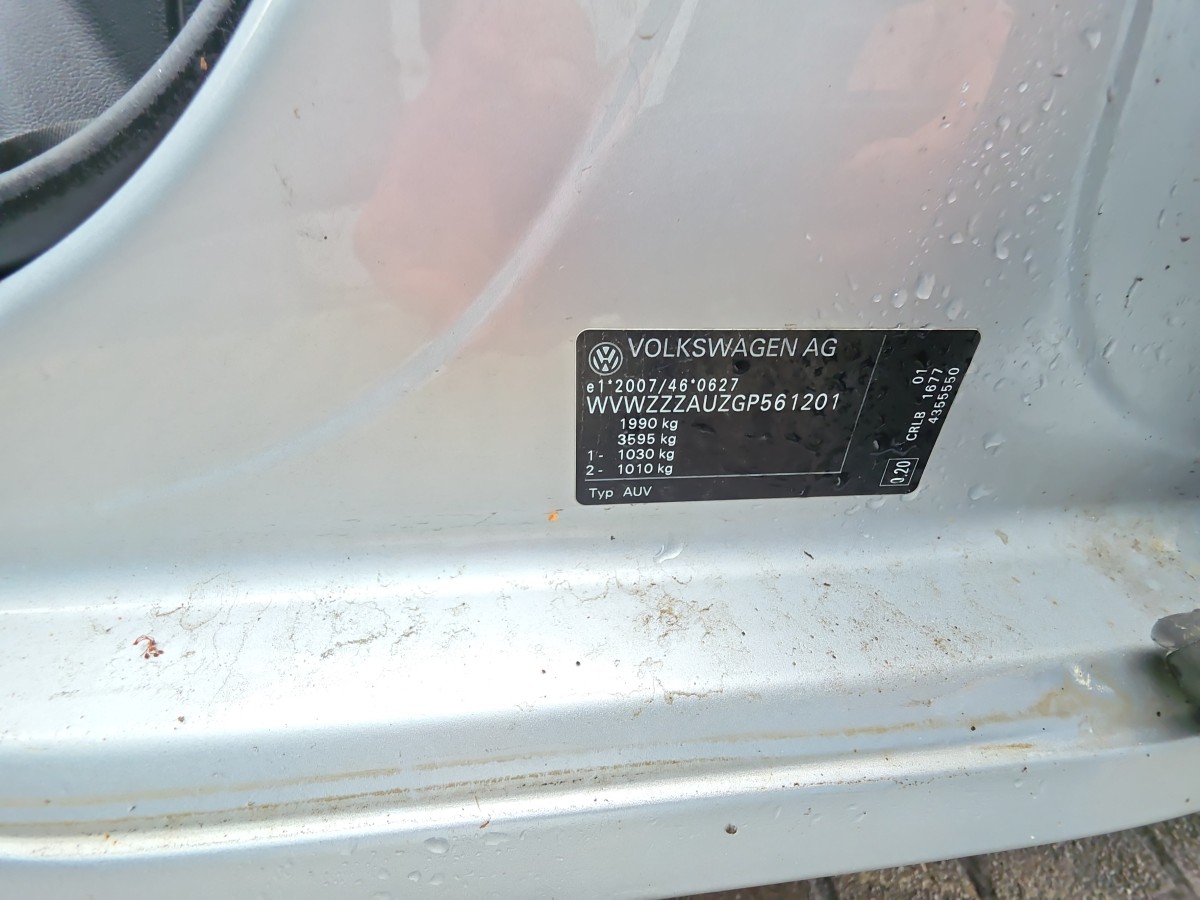 VOLKSWAGEN AG
e1*2007/46*0627
WVWZZZAUZGP561201
1990 kg
3595 kg
1- 1030 kg
2- 1010 kg
Typ AUV
01
CRLB 1677
4355550
0.20